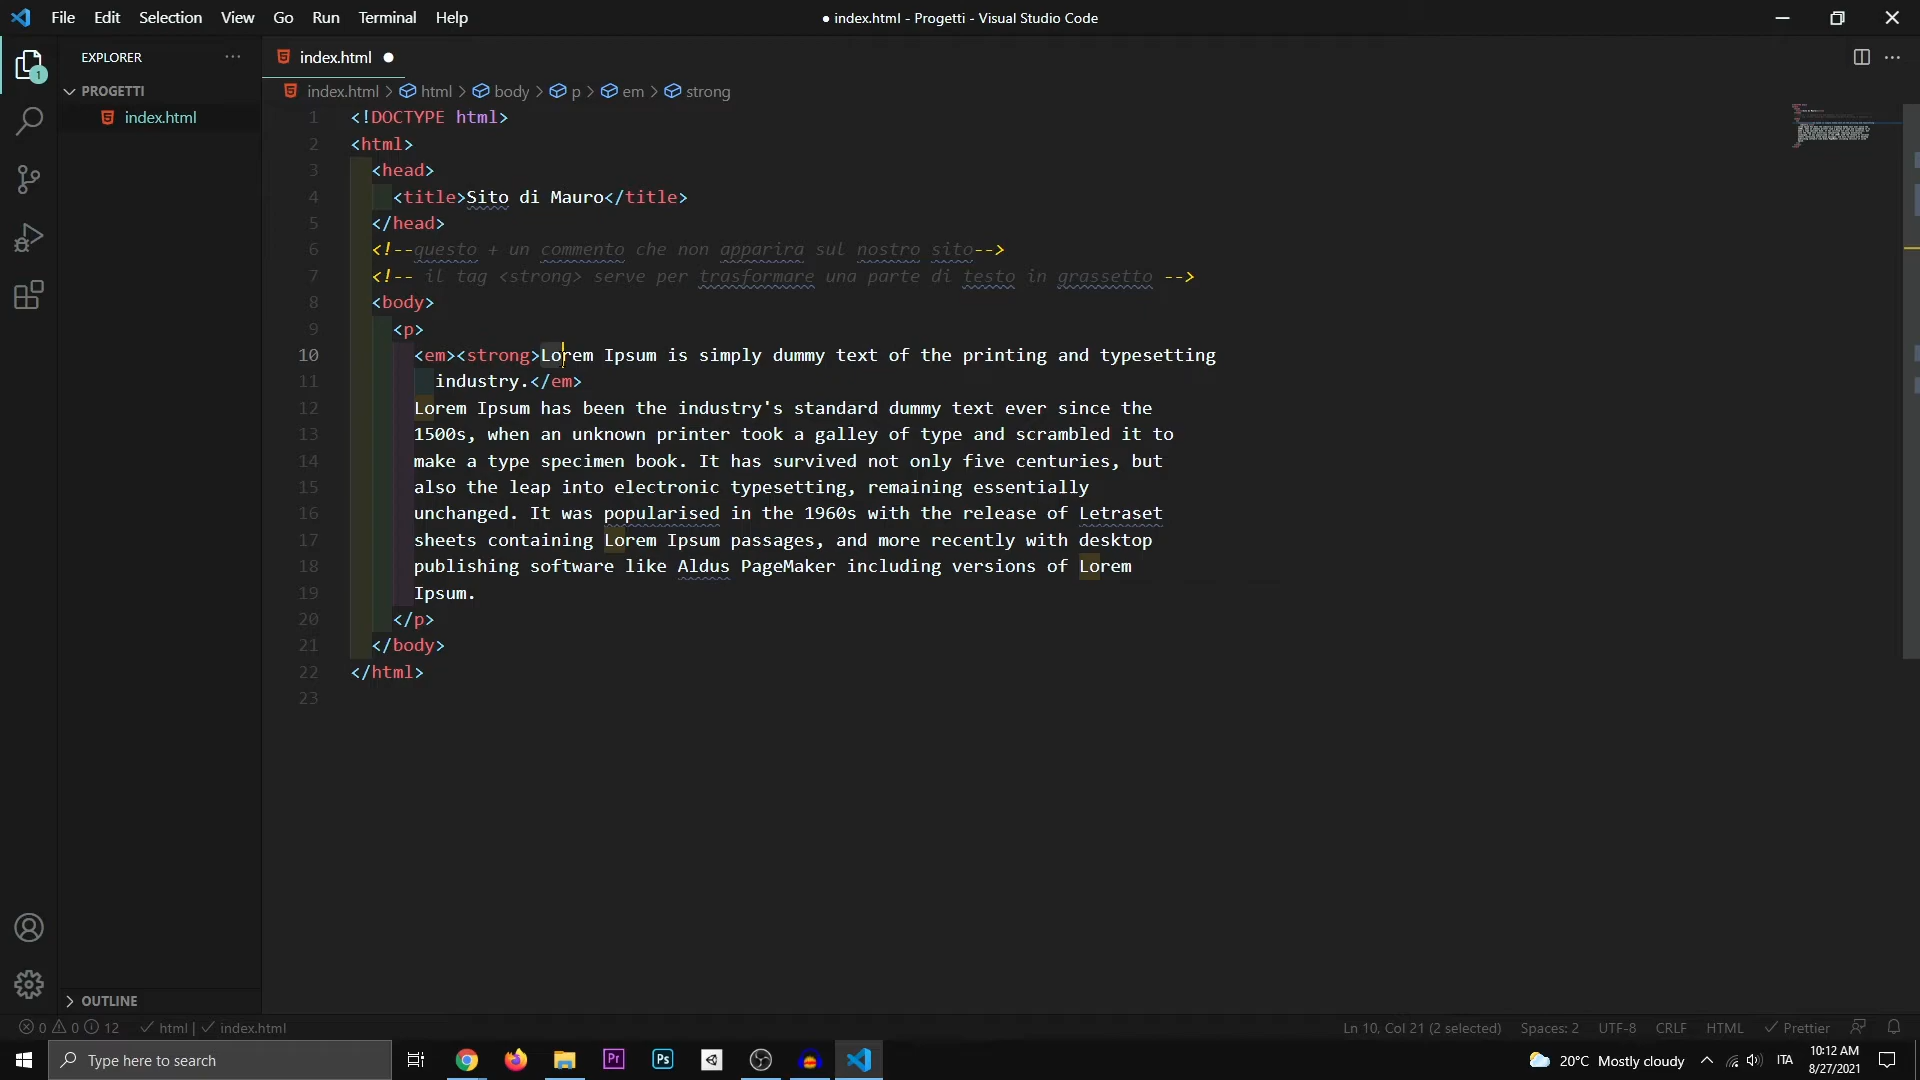 File Edit Selection View Go Run Terminal Help
● index.html - Progetti - Visual Studio Code
EXPLORER ···
index.html ●
PROGETTI
index.html
index.html > html > body > p > em > strong
1 <!DOCTYPE html>
2 <html>
3 <head>
4 <title>Sito di Mauro</title>
5 </head>
6 <!--questo + un commento che non apparira sul nostro sito-->
7 <!-- il tag <strong> serve per trasformare una parte di testo in grassetto -->
8 <body>
9 <p>
10 <em><strong>Lorem Ipsum is simply dummy text of the printing and typesetting
11 industry.</em>
12 Lorem Ipsum has been the industry's standard dummy text ever since the
13 1500s, when an unknown printer took a galley of type and scrambled it to
14 make a type specimen book. It has survived not only five centuries, but
15 also the leap into electronic typesetting, remaining essentially
16 unchanged. It was popularised in the 1960s with the release of Letraset
17 sheets containing Lorem Ipsum passages, and more recently with desktop
18 publishing software like Aldus PageMaker including versions of Lorem
19 Ipsum.
20 </p>
21 </body>
22 </html>
23
1
OUTLINE
0 0 12 html | index.html
Ln 10, Col 21 (2 selected) Spaces: 2 UTF-8 CRLF HTML Prettier
Type here to search
Pr Ps
20°C Mostly cloudy ITA
10:12 AM
8/27/2021